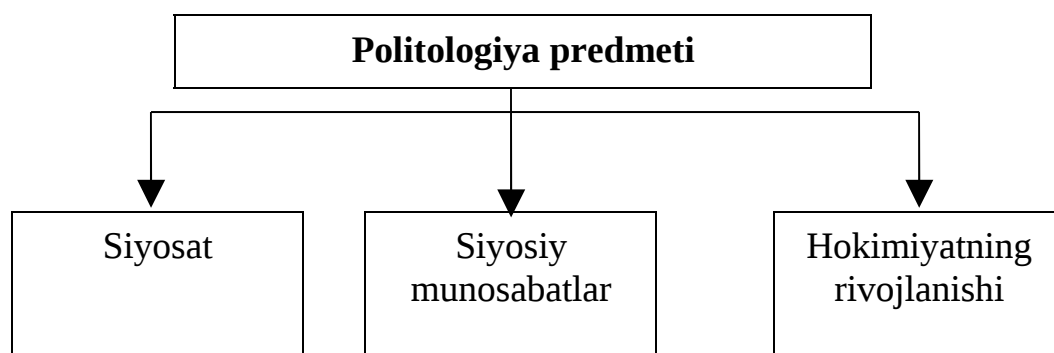 Politologiya predmeti
Siyosat
Siyosiy
munosabatlar
Hokimiyatning
rivojlanishi